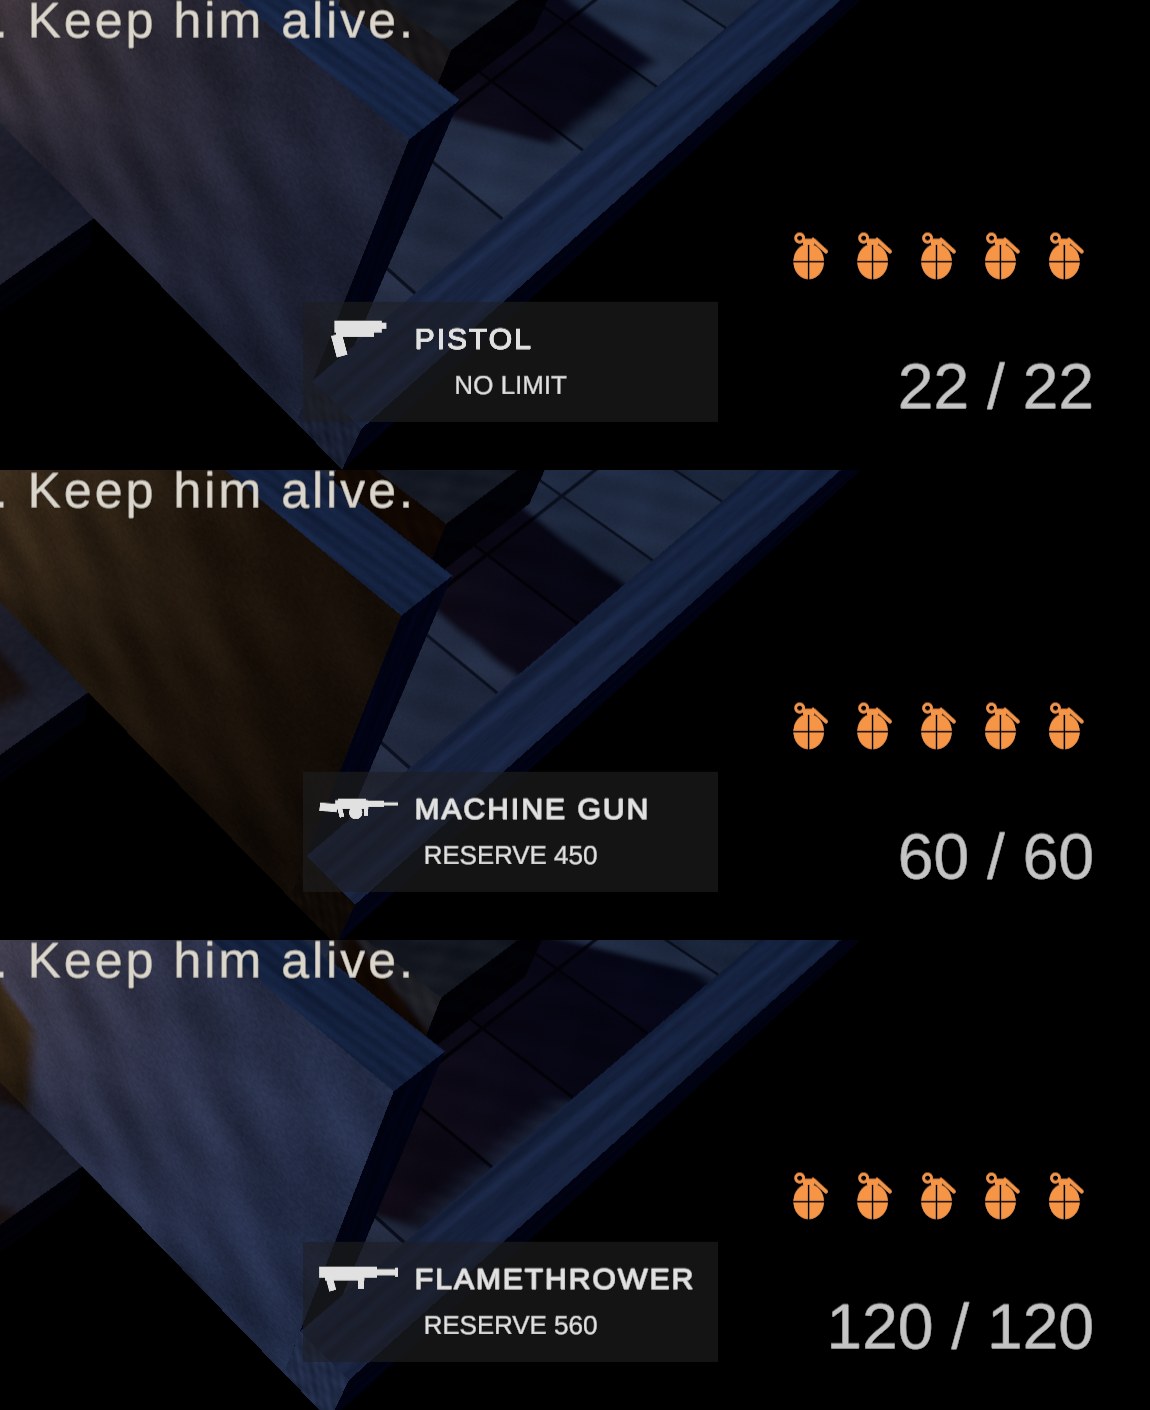 . Keep him alive.
PISTOL
NO LIMIT
22 / 22
. Keep him alive.
MACHINE GUN
RESERVE 450
60 / 60
. Keep him alive.
FLAMETHROWER
RESERVE 560
120 / 120